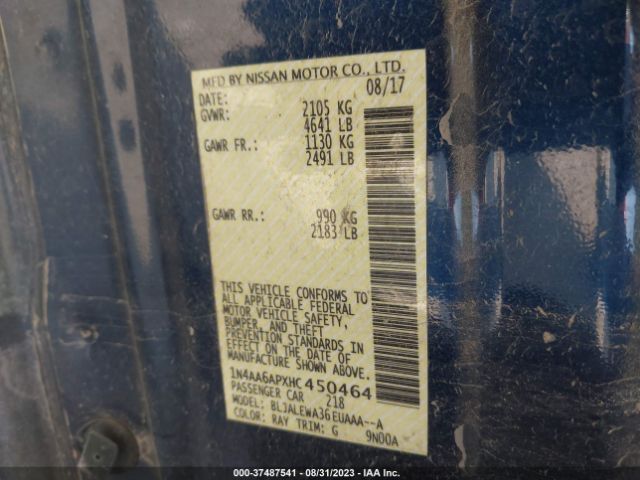 MFD BY NISSAN MOTOR CO., LTD.
DATE: 08/17
GVWR: 2105 KG
4641 LB
GAWR FR.: 1130 KG
2491 LB
GAWR RR.: 990 KG
2183 LB
THIS VEHICLE CONFORMS TO
ALL APPLICABLE FEDERAL
MOTOR VEHICLE SAFETY,
BUMPER, AND THEFT
PREVENTION STANDARDS IN
EFFECT ON THE DATE OF
MANUFACTURE SHOWN ABOVE.
1N4AA6APXHC450464
PASSENGER CAR 218
MODEL: BLJALEWA36EUAAA--A
COLOR: RAY TRIM: G 9N00A
A - 37487541 - 08/31/2023 - IAA Inc.